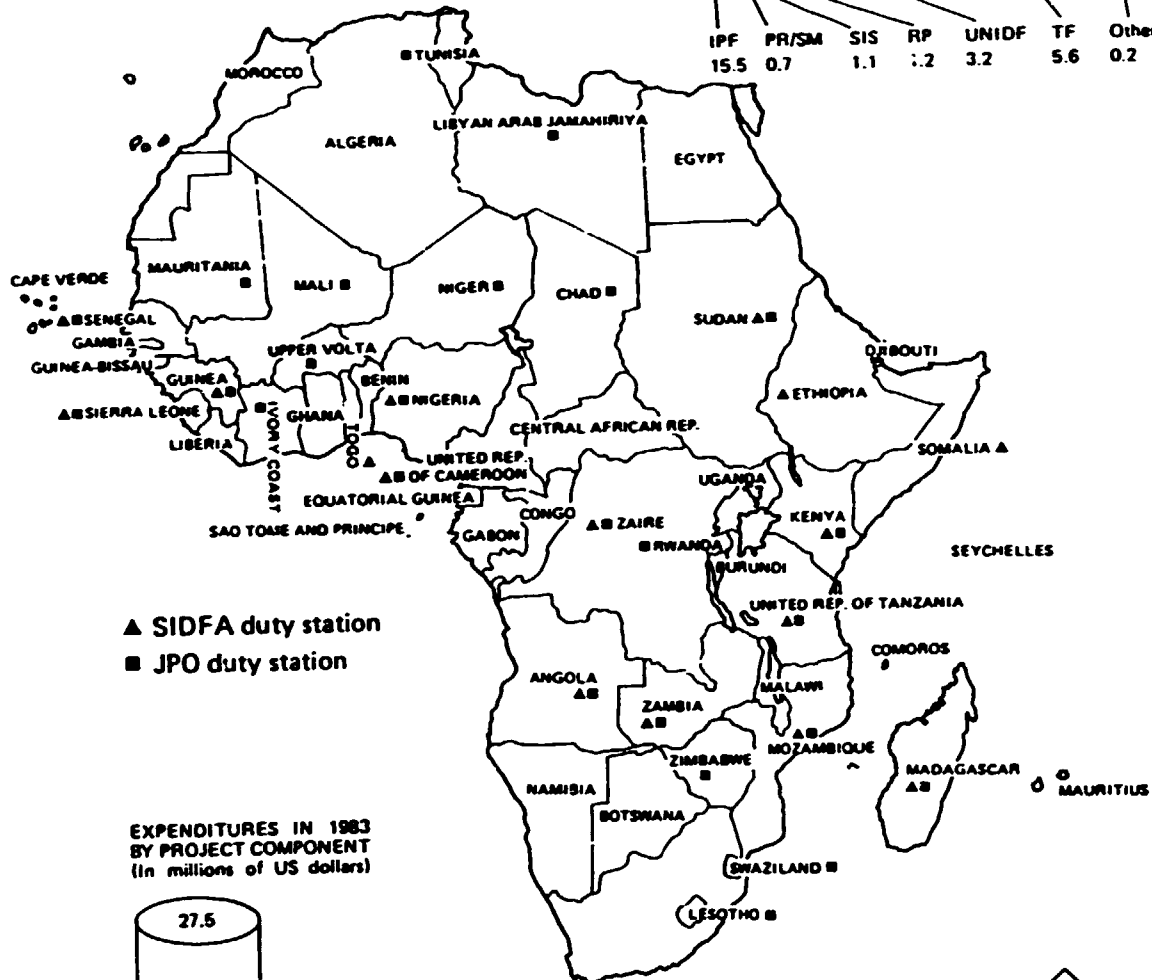 IPF PR/SM SIS RP UNIDF TF Other
15.5 0.7 1.1 1.2 3.2 5.6 0.2
■ TUNISIA
MOROCCO
LIBYAN ARAB JAMAHIRIYA
■
ALGERIA
EGYPT
MAURITANIA
■
CAPE VERDE
MALI ■
NIGER ■
CHAD ■
▲■ SENEGAL
SUDAN ▲■
GAMBIA
UPPER VOLTA
■
DJIBOUTI
GUINEA-BISSAU
GUINEA
▲■
BENIN
▲■ NIGERIA
▲ ETHIOPIA
▲■ SIERRA LEONE
■
IVORY COAST
GHANA
TOGO
▲
CENTRAL AFRICAN REP.
LIBERIA
SOMALIA ▲
UNITED REP.
▲■ OF CAMEROON
UGANDA
EQUATORIAL GUINEA
CONGO
▲■ ZAIRE
KENYA
▲■
SAO TOME AND PRINCIPE
GABON
■ RWANDA
SEYCHELLES
BURUNDI
UNITED REP. OF TANZANIA
▲■
▲ SIDFA duty station
■ JPO duty station
COMOROS
ANGOLA
▲■
MALAWI
ZAMBIA
▲■
▲■
MOZAMBIQUE
ZIMBABWE
■
MADAGASCAR
▲■
MAURITIUS
NAMIBIA
BOTSWANA
EXPENDITURES IN 1983
BY PROJECT COMPONENT
(In millions of US dollars)
SWAZILAND ■
27.5
LESOTHO ■